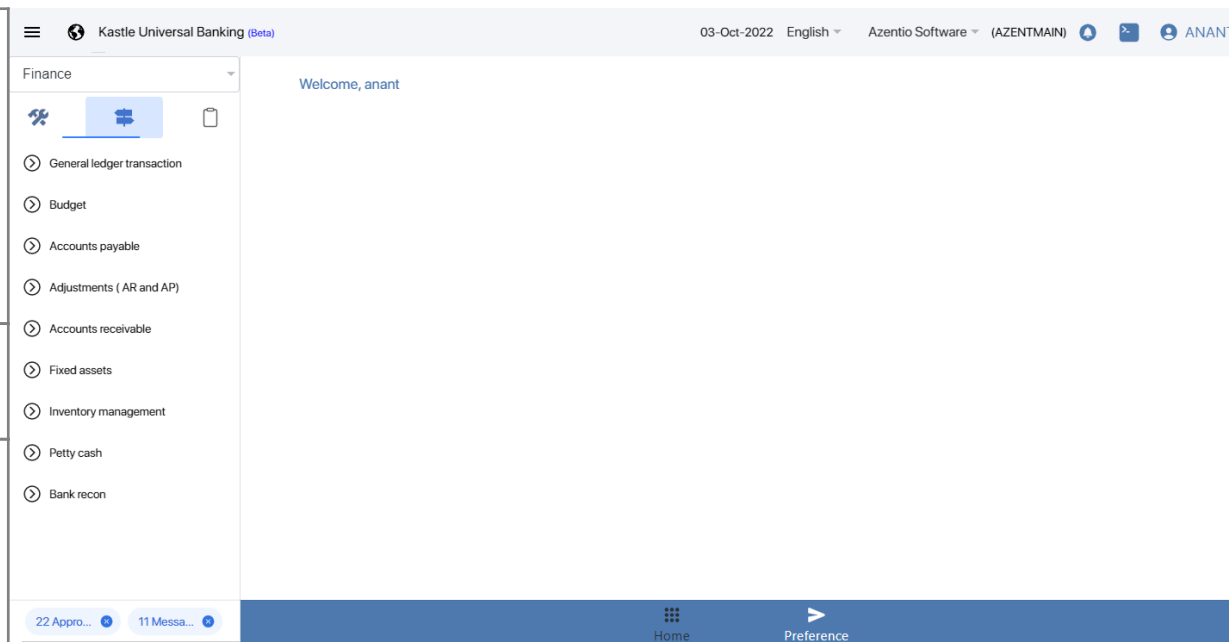 Kastle Universal Banking (Beta)
03-Oct-2022 English Azentio Software (AZENTMAIN) ANANT
Finance
Welcome, anant
General ledger transaction
Budget
Accounts payable
Adjustments ( AR and AP)
Accounts receivable
Fixed assets
Inventory management
Petty cash
Bank recon
22 Appro... 11 Messa...
Home Preference